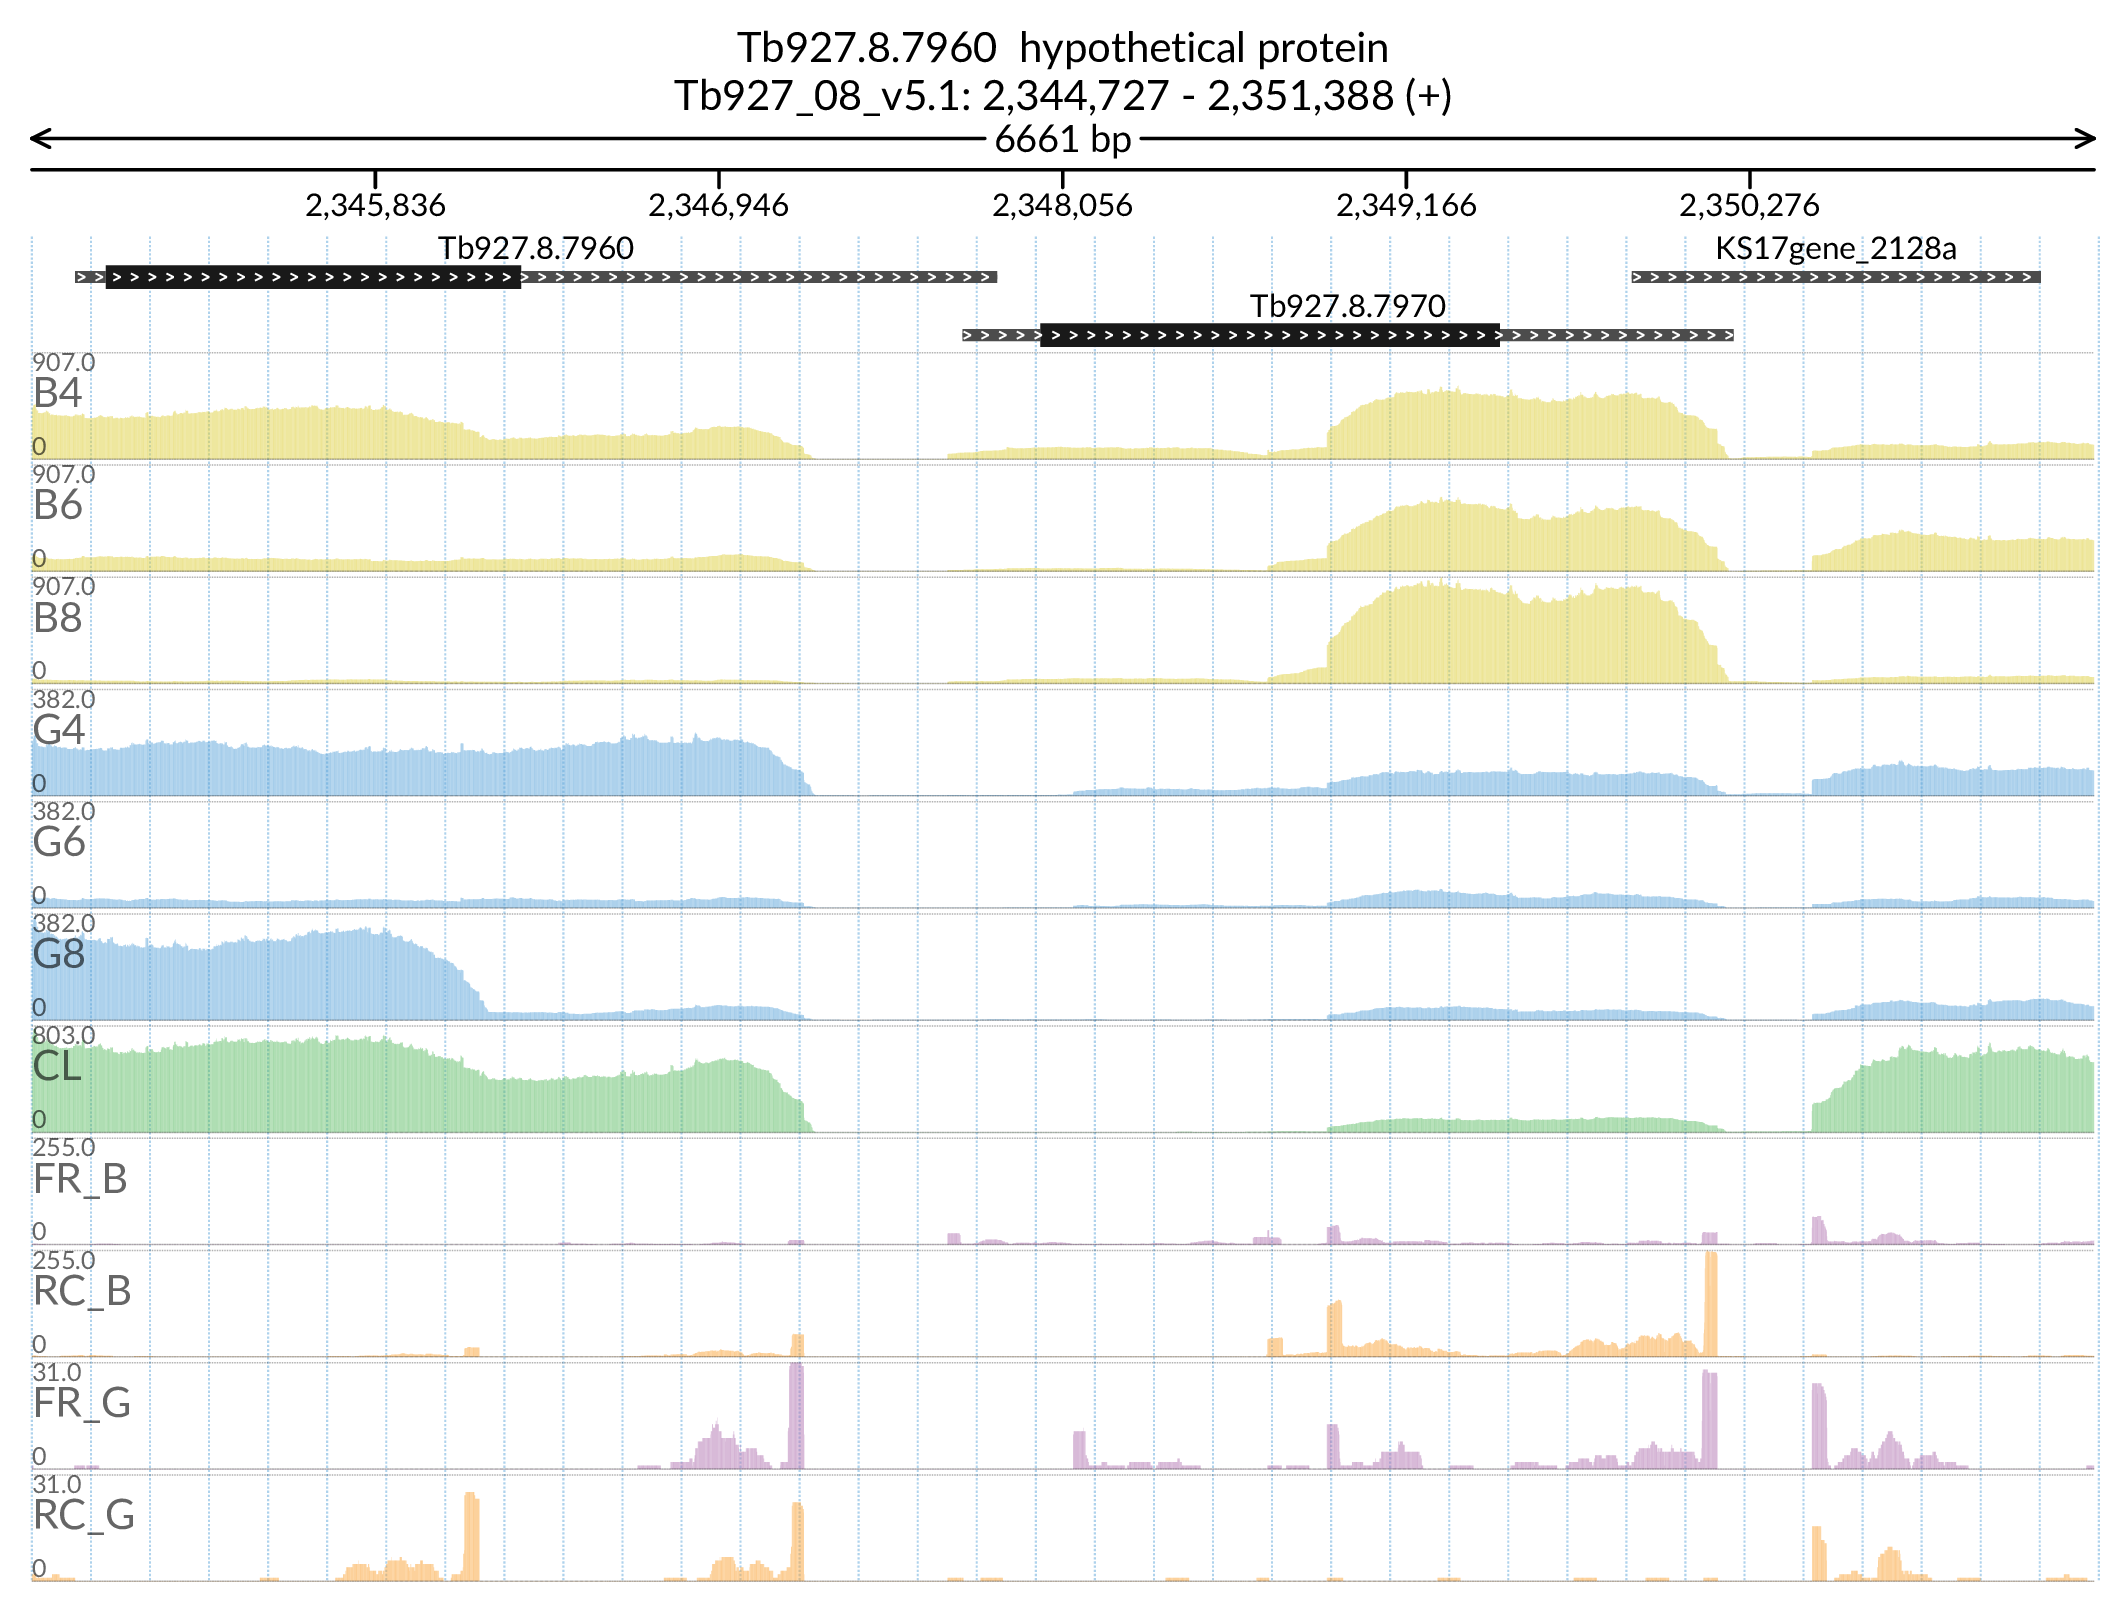 Tb927.8.7960  hypothetical protein
Tb927_08_v5.1: 2,344,727 - 2,351,388 (+)
6661 bp
2,345,836 2,346,946 2,348,056 2,349,166 2,350,276
Tb927.8.7960 KS17gene_2128a
Tb927.8.7970
907.0
B4
0
907.0
B6
0
907.0
B8
0
382.0
G4
0
382.0
G6
0
382.0
G8
0
803.0
CL
0
255.0
FR_B
0
255.0
RC_B
0
31.0
FR_G
0
31.0
RC_G
0